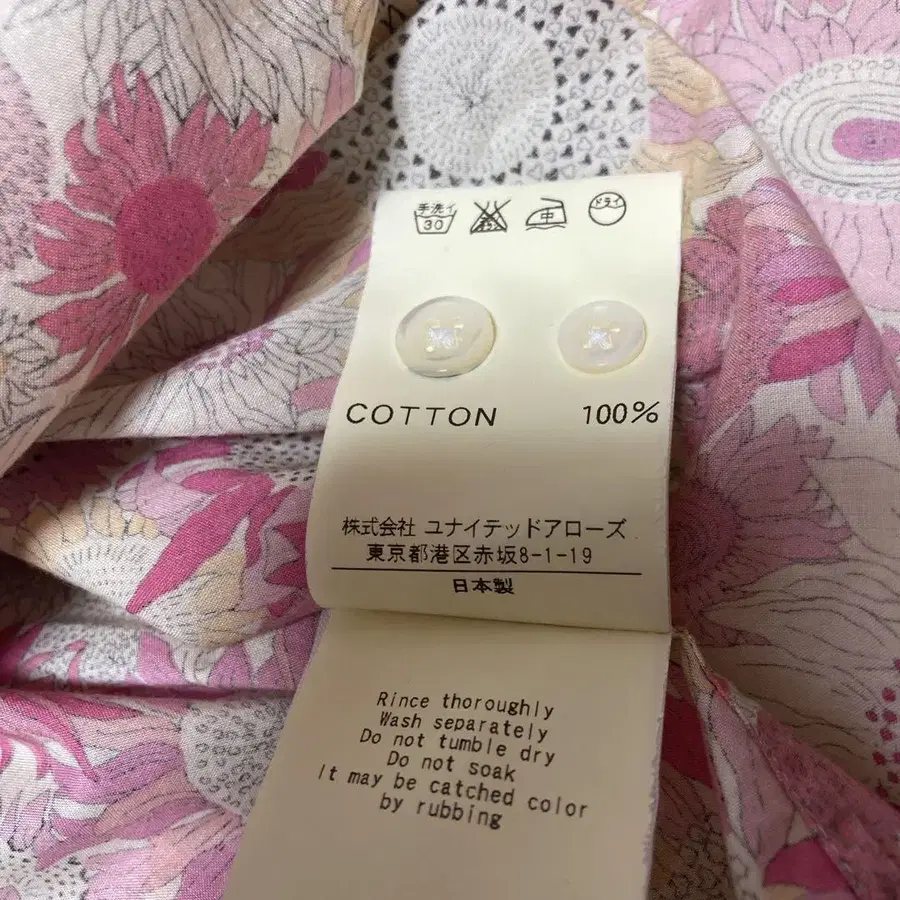 手洗イ 30 中 ドライ
COTTON 100%
株式会社 ユナイテッドアローズ
東京都港区赤坂8-1-19
日本製
Rince thoroughly
Wash separately
Do not tumble dry
Do not soak
It may be catched color
by rubbing